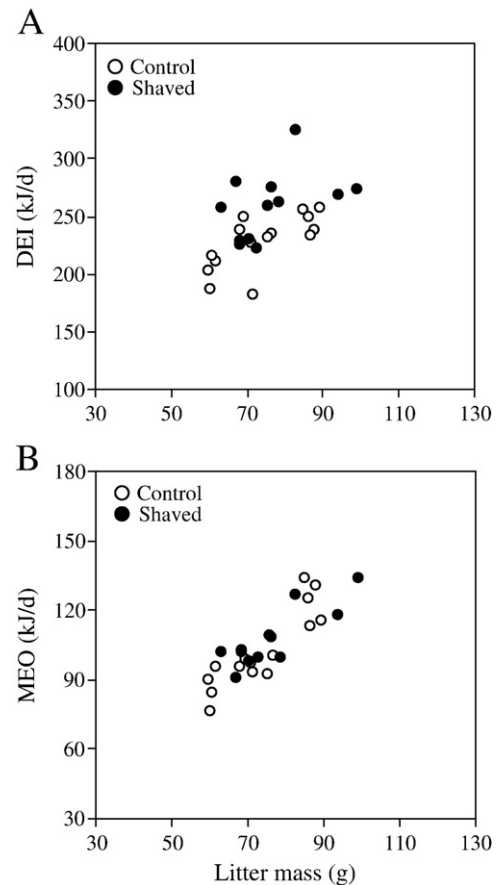 A
400
350
300
250
200
150
100
DEI (kJ/d)
Control
Shaved
30 50 70 90 110 130
B
180
150
120
90
60
30
MEO (kJ/d)
Control
Shaved
30 50 70 90 110 130
Litter mass (g)